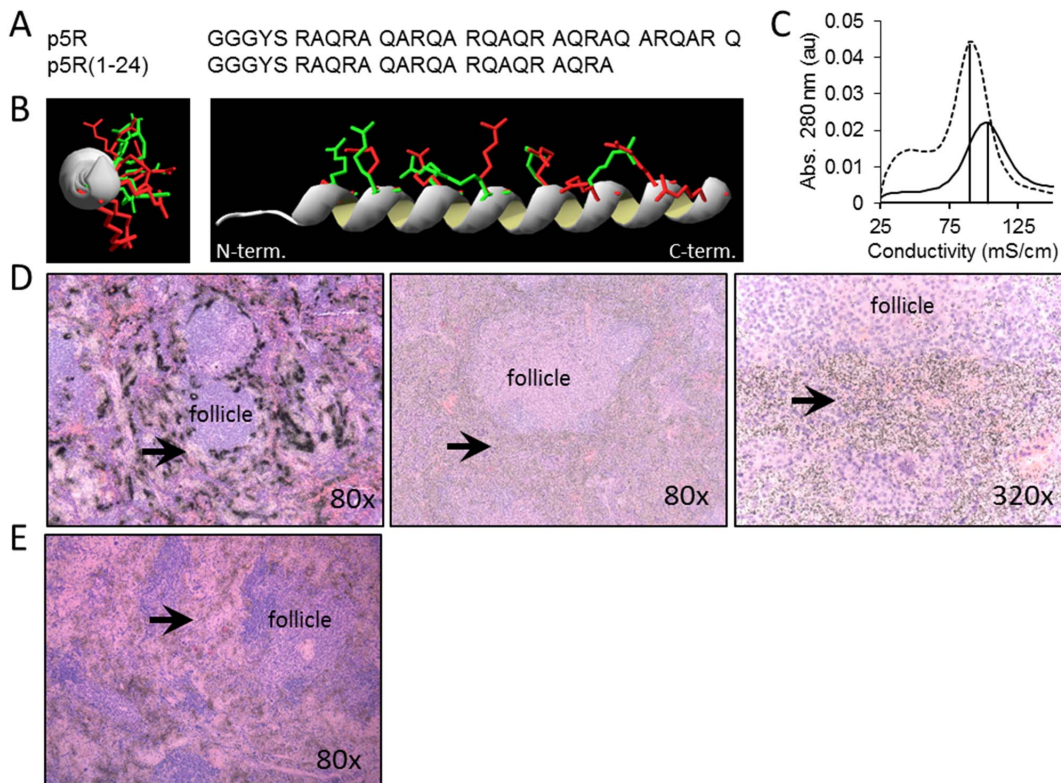 A
p5R GGGYS RAQRA QARQA RQAQR AQRAQ ARQAR Q
p5R(1-24) GGGYS RAQRA QARQA RQAQR AQRA
B
N-term.
C-term.
C
Abs. 280 nm (au)
0.05
0.04
0.03
0.02
0.01
0
25 75 125
Conductivity (mS/cm)
D
follicle
80x
follicle
80x
follicle
320x
E
follicle
80x